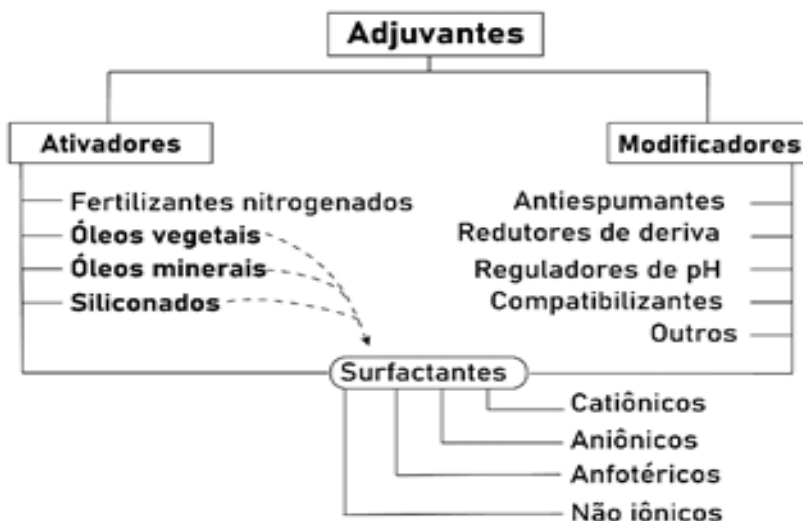 Adjuvantes
Ativadores
Fertilizantes nitrogenados
Óleos vegetais
Óleos minerais
Siliconados
Modificadores
Antiespumantes
Redutores de deriva
Reguladores de pH
Compatibilizantes
Outros
Surfactantes
Catiônicos
Aniônicos
Anfotéricos
Não iônicos